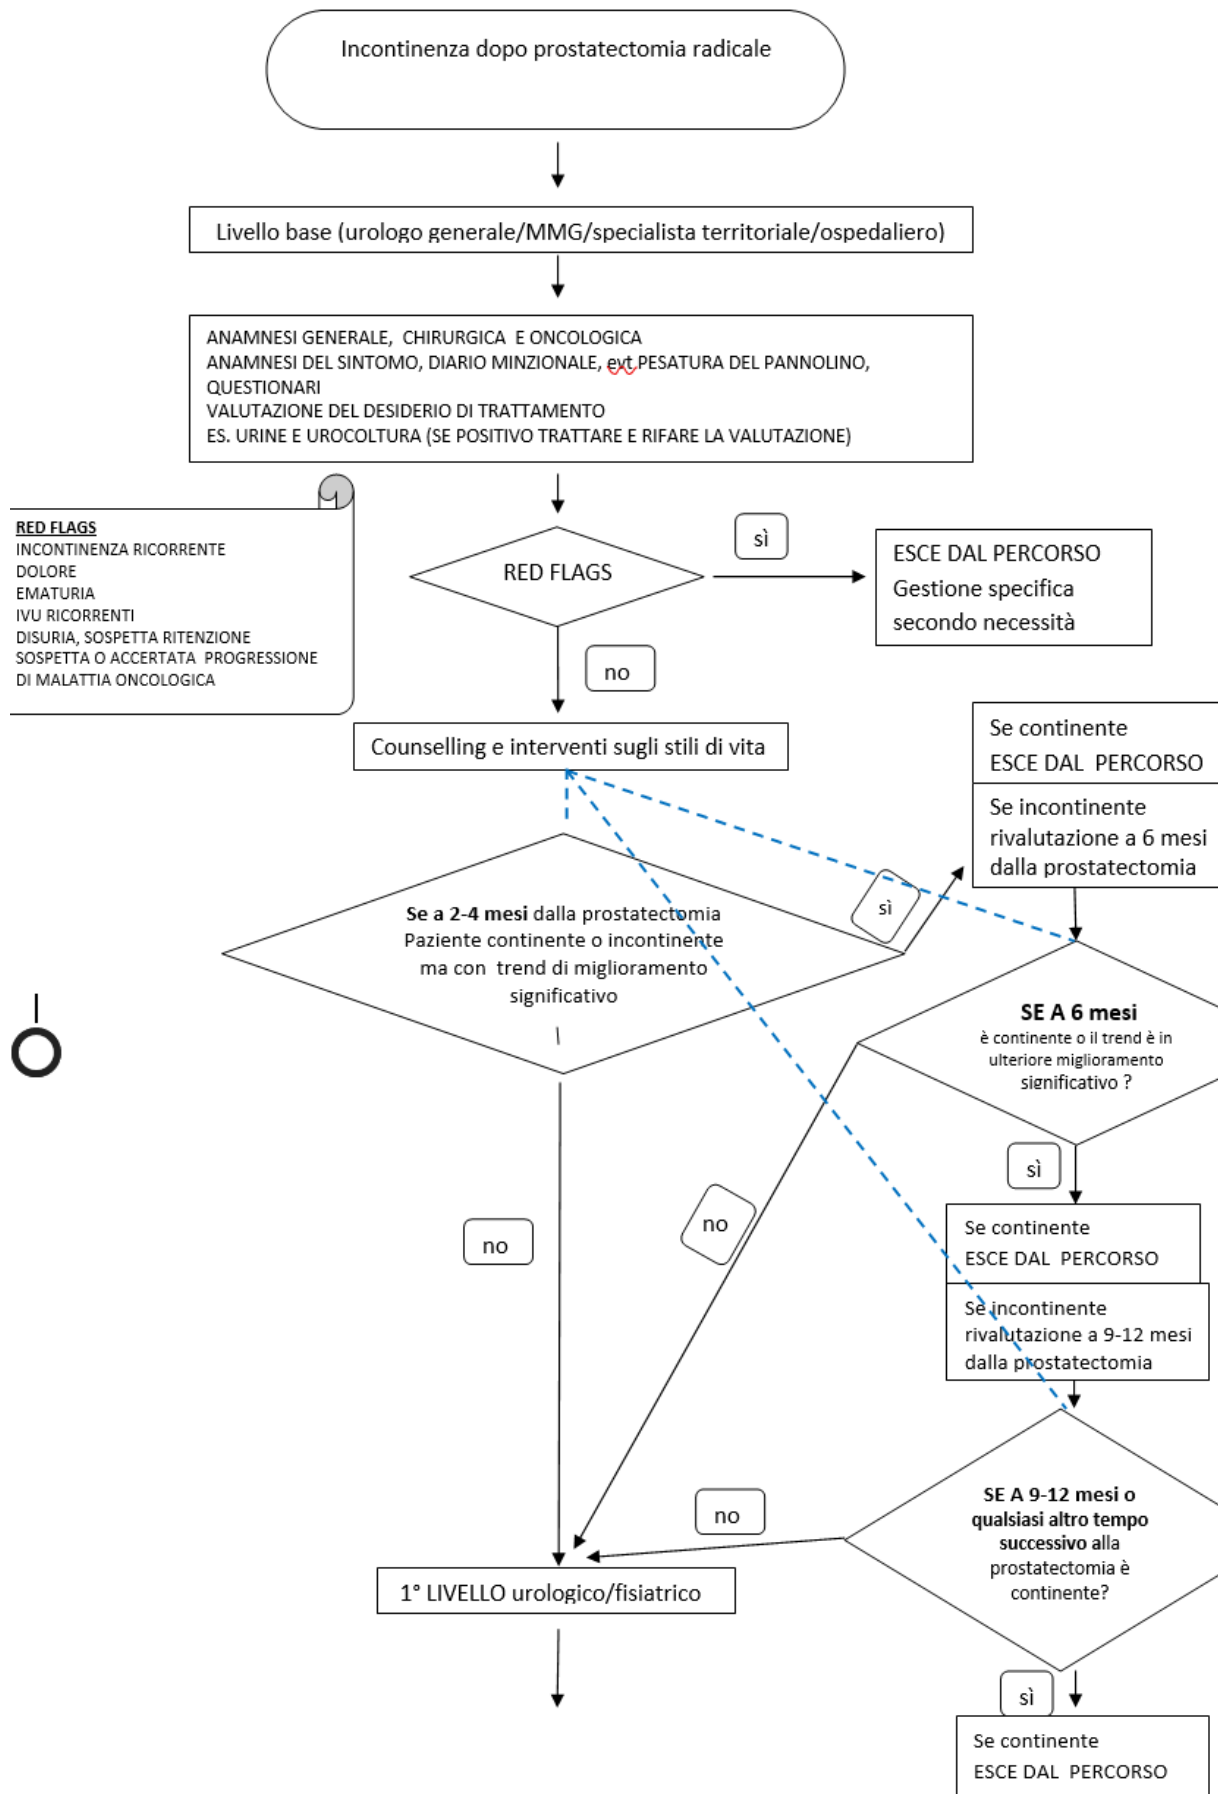 Incontinenza dopo prostatectomia radicale
Livello base (urologo generale/MMG/specialista territoriale/ospedaliero)
ANAMNESI GENERALE, CHIRURGICA E ONCOLOGICA
ANAMNESI DEL SINTOMO, DIARIO MINZIONALE, evt.PESATURA DEL PANNOLINO,
QUESTIONARI
VALUTAZIONE DEL DESIDERIO DI TRATTAMENTO
ES. URINE E UROCOLTURA (SE POSITIVO TRATTARE E RIFARE LA VALUTAZIONE)
RED FLAGS
INCONTINENZA RICORRENTE
DOLORE
EMATURIA
IVU RICORRENTI
DISURIA, SOSPETTA RITENZIONE
SOSPETTA O ACCERTATA PROGRESSIONE
DI MALATTIA ONCOLOGICA
RED FLAGS
sì
ESCE DAL PERCORSO
Gestione specifica
secondo necessità
no
Counselling e interventi sugli stili di vita
Se continente
ESCE DAL PERCORSO
Se incontinente
rivalutazione a 6 mesi
dalla prostatectomia
Se a 2-4 mesi dalla prostatectomia
Paziente continente o incontinente
ma con trend di miglioramento
significativo
sì
SE A 6 mesi
è continente o il trend è in
ulteriore miglioramento
significativo ?
sì
no
no
Se continente
ESCE DAL PERCORSO
Se incontinente
rivalutazione a 9-12 mesi
dalla prostatectomia
SE A 9-12 mesi o
qualsiasi altro tempo
successivo alla
prostatectomia è
continente?
no
1° LIVELLO urologico/fisiatrico
sì
Se continente
ESCE DAL PERCORSO